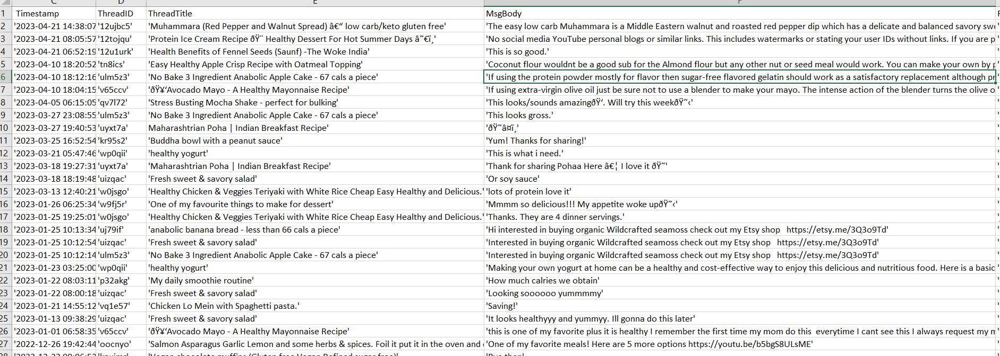 C D E F
1 Timestamp ThreadID ThreadTitle MsgBody
2 '2023-04-21 14:38:07 '12ujbc5' 'Muhammara (Red Pepper and Walnut Spread) â€“ low carb/keto gluten free' 'The easy low carb Muhammara is a Middle Eastern walnut and roasted red pepper dip which has a delicate and balanced savory swe
3 '2023-04-21 08:05:57 '12tojqu' 'Protein Ice Cream Recipe ðŸ¨ Healthy Dessert For Hot Summer Days â˜€ï¸' 'No social media YouTube personal blogs or similar links. This includes watermarks or stating your user IDs without links. If you are p
4 '2023-04-21 06:52:19 '12u1urk' 'Health Benefits of Fennel Seeds (Saunf) -The Woke India' 'This is so good.'
5 '2023-04-10 18:20:52 'tn8ics' 'Easy Healthy Apple Crisp Recipe with Oatmeal Topping' 'Coconut flour wouldnt be a good sub for the Almond flour but any other nut or seed meal would work. You can make your own by p
6 '2023-04-10 18:12:16 'ulm5z3' 'No Bake 3 Ingredient Anabolic Apple Cake - 67 cals a piece' 'If using the protein powder mostly for flavor then sugar-free flavored gelatin should work as a satisfactory replacement although pr
7 '2023-04-10 18:04:15 'v65ccv' 'ðŸ¥‘Avocado Mayo - A Healthy Mayonnaise Recipe' 'If using extra-virgin olive oil just be sure not to use a blender to make your mayo. The intense action of the blender turns the olive o
8 '2023-04-05 06:15:05 'qv7l72' 'Stress Busting Mocha Shake - perfect for bulking' 'This looks/sounds amazingðŸ‘. Will try this weekðŸ˜‹'
9 '2023-03-27 23:08:55 'ulm5z3' 'No Bake 3 Ingredient Anabolic Apple Cake - 67 cals a piece' 'This looks gross.'
10 '2023-03-27 19:40:53 'uyxt7a' Maharashtrian Poha | Indian Breakfast Recipe' 'ðŸ˜â¤ï¸'
11 '2023-03-25 16:52:54 'kr95s2' 'Buddha bowl with a peanut sauce' 'Yum! Thanks for sharing!'
12 '2023-03-21 05:47:46 'wp0qii' 'healthy yogurt' 'This is what i need.'
13 '2023-03-18 19:27:31 'uyxt7a' 'Maharashtrian Poha | Indian Breakfast Recipe' 'Thank for sharing Pohaa Here â€¦ I love it ðŸ˜'
14 '2023-03-18 18:19:48 'uizqac' 'Fresh sweet & savory salad' 'Or soy sauce'
15 '2023-03-13 12:40:21 'w0jsgo' 'Healthy Chicken & Veggies Teriyaki with White Rice Cheap Easy Healthy and Delicious.' 'lots of protein love it'
16 '2023-01-26 06:25:34 'w9fj5r' 'One of my favourite things to make for dessert' 'Mmmm so delicious!!! My appetite woke upðŸ˜‹'
17 '2023-01-25 19:25:01 'w0jsgo' 'Healthy Chicken & Veggies Teriyaki with White Rice Cheap Easy Healthy and Delicious.' 'Thanks. They are 4 dinner servings.'
18 '2023-01-25 10:13:34 'uj79if' 'anabolic banana bread - less than 66 cals a piece' 'Hi interested in buying organic Wildcrafted seamoss check out my Etsy shop https://etsy.me/3Q3o9Td'
19 '2023-01-25 10:12:54 'uizqac' 'Fresh sweet & savory salad' 'Interested in buying organic Wildcrafted seamoss check out my Etsy shop https://etsy.me/3Q3o9Td'
20 '2023-01-25 10:12:14 'ulm5z3' 'No Bake 3 Ingredient Anabolic Apple Cake - 67 cals a piece' 'Interested in buying organic Wildcrafted seamoss check out my Etsy shop https://etsy.me/3Q3o9Td'
21 '2023-01-23 03:25:00 'wp0qii' 'healthy yogurt' 'Making your own yogurt at home can be a healthy and cost-effective way to enjoy this delicious and nutritious food. Here is a basic
22 '2023-01-22 08:03:11 'p32akg' 'My daily smoothie routine' 'How much calries we obtain'
23 '2023-01-22 08:00:18 'uizqac' 'Fresh sweet & savory salad' 'Looking soooooo yummmmy'
24 '2023-01-21 14:55:12 'vq1e57' 'Chicken Lo Mein with Spaghetti pasta.' 'Saving!'
25 '2023-01-13 09:38:29 'uizqac' 'Fresh sweet & savory salad' 'It looks healthyyy and yummyy. Ill gonna do this later'
26 '2023-01-01 06:58:35 'v65ccv' 'ðŸ¥‘Avocado Mayo - A Healthy Mayonnaise Recipe' 'this is one of my favorite plus it is healthy I remember the first time my mom do this everytime I cant see this I always request my m
27 '2022-12-26 19:42:44 'oocnyo' 'Salmon Asparagus Garlic Lemon and some herbs & spices. Foil it put it in the oven and 'One of my favorite meals! Here are 5 more options https://youtu.be/b5bgS8ULsME'